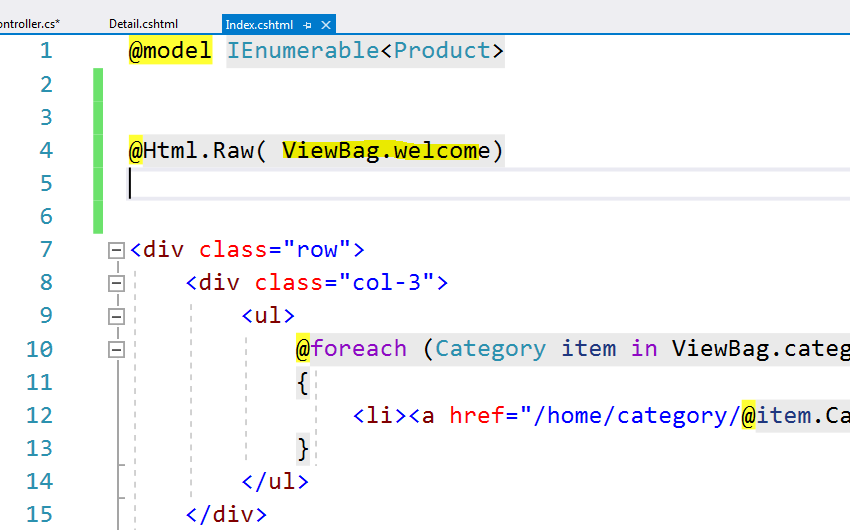 ontroller.cs* Detail.cshtml Index.cshtml
1 @model IEnumerable<Product>
2
3
4 @Html.Raw( ViewBag.welcome)
5
6
7 <div class="row">
8 <div class="col-3">
9 <ul>
10 @foreach (Category item in ViewBag.categ
11 {
12 <li><a href="/home/category/@item.Ca
13 }
14 </ul>
15 </div>